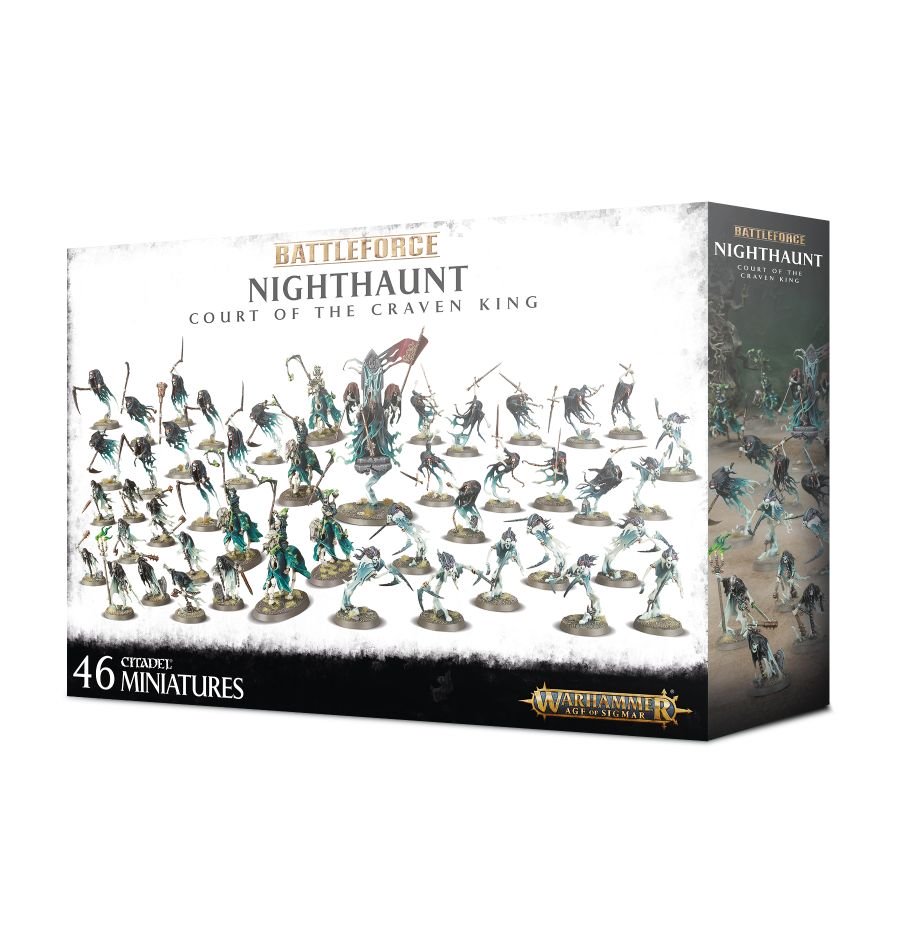 BATTLEFORCE
NIGHTHAUNT
COURT OF THE CRAVEN KING
46 CITADEL MINIATURES
WARHAMMER
AGE OF SIGMAR
BATTLEFORCE
NIGHTHAUNT
COURT OF THE
CRAVEN KING